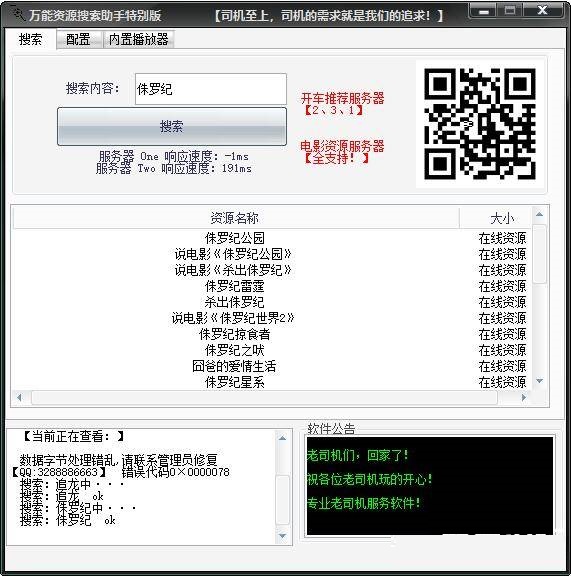 万能资源搜索助手特别版 【司机至上，司机的需求就是我们的追求！】
搜索 配置 内置播放器
搜索内容： 侏罗纪
搜索
服务器 One 响应速度：-1ms
服务器 Two 响应速度：191ms
开车推荐服务器
【2、3、1】
电影资源服务器
【全支持！】
资源名称 大小
侏罗纪公园 在线资源
说电影《侏罗纪公园》 在线资源
说电影《杀出侏罗纪》 在线资源
侏罗纪雷霆 在线资源
杀出侏罗纪 在线资源
说电影《侏罗纪世界2》 在线资源
侏罗纪掠食者 在线资源
侏罗纪之吠 在线资源
囧爸的爱情生活 在线资源
侏罗纪星系 在线资源
【当前正在查看：】
数据字节处理错乱,请联系管理员修复
【QQ:3288886663】 错误代码0×0000078
搜索：追龙中···
搜索：追龙 ok
搜索：侏罗纪中···
搜索：侏罗纪 ok
软件公告
老司机们，回家了！
祝各位老司机玩的开心！
专业老司机服务软件！